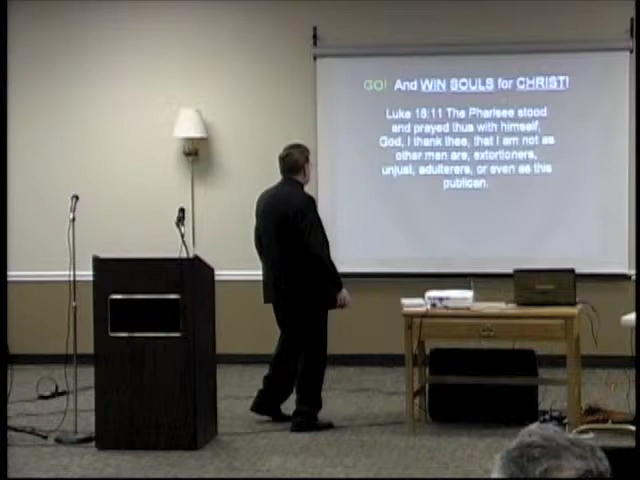 GO! And WIN SOULS for CHRIST!
Luke 18:11 The Pharisee stood
and prayed thus with himself,
God, I thank thee, that I am not as
other men are, extortioners,
unjust, adulterers, or even as this
publican.